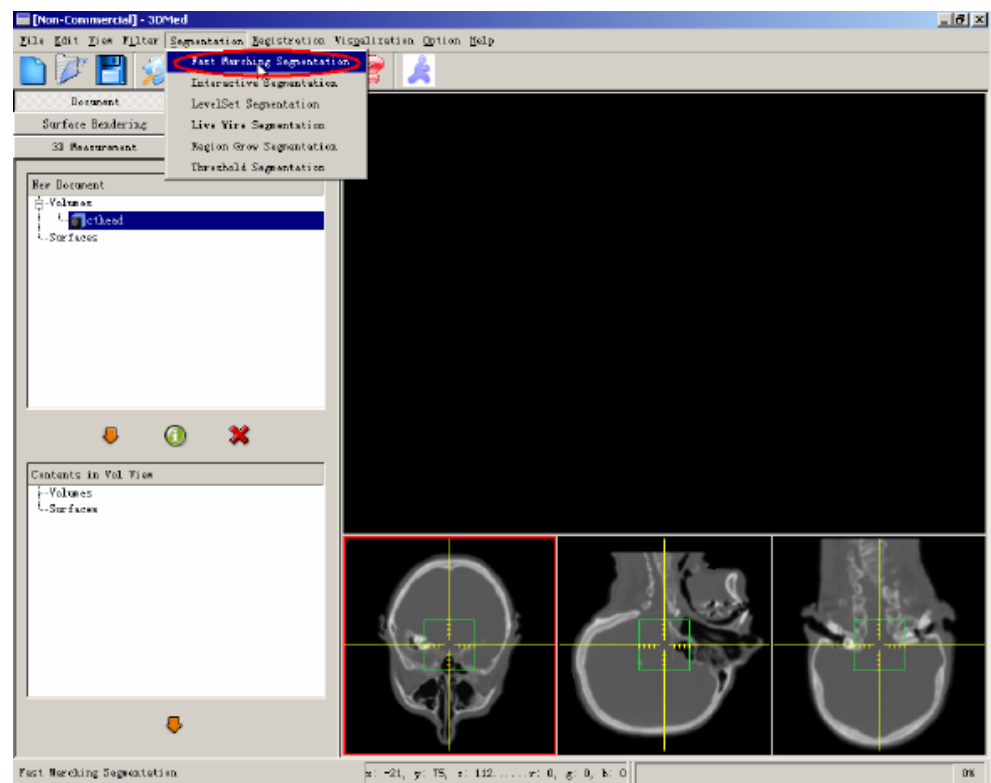 [Non-Commercial] - 3DMed
File Edit View Filter Segmentation Registration Visualization Option Help
Fast Marching Segmentation
Interactive Segmentation
LevelSet Segmentation
Live Wire Segmentation
Region Grow Segmentation
Threshold Segmentation
Document
Surface Rendering
3D Measurement
New Document
Volumes
cthead
Surfaces
Contents in Vol View
Volumes
Surfaces
Fast Marching Segmentation
x: -21, y: 75, z: 112......r: 0, g: 0, b: 0
0%